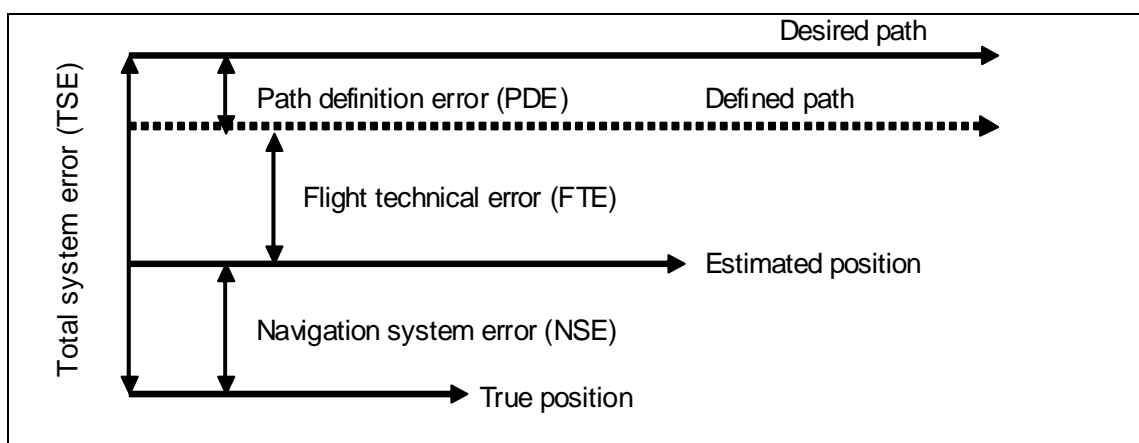 Desired path
Path definition error (PDE)
Defined path
Total system error (TSE)
Flight technical error (FTE)
Estimated position
Navigation system error (NSE)
True position